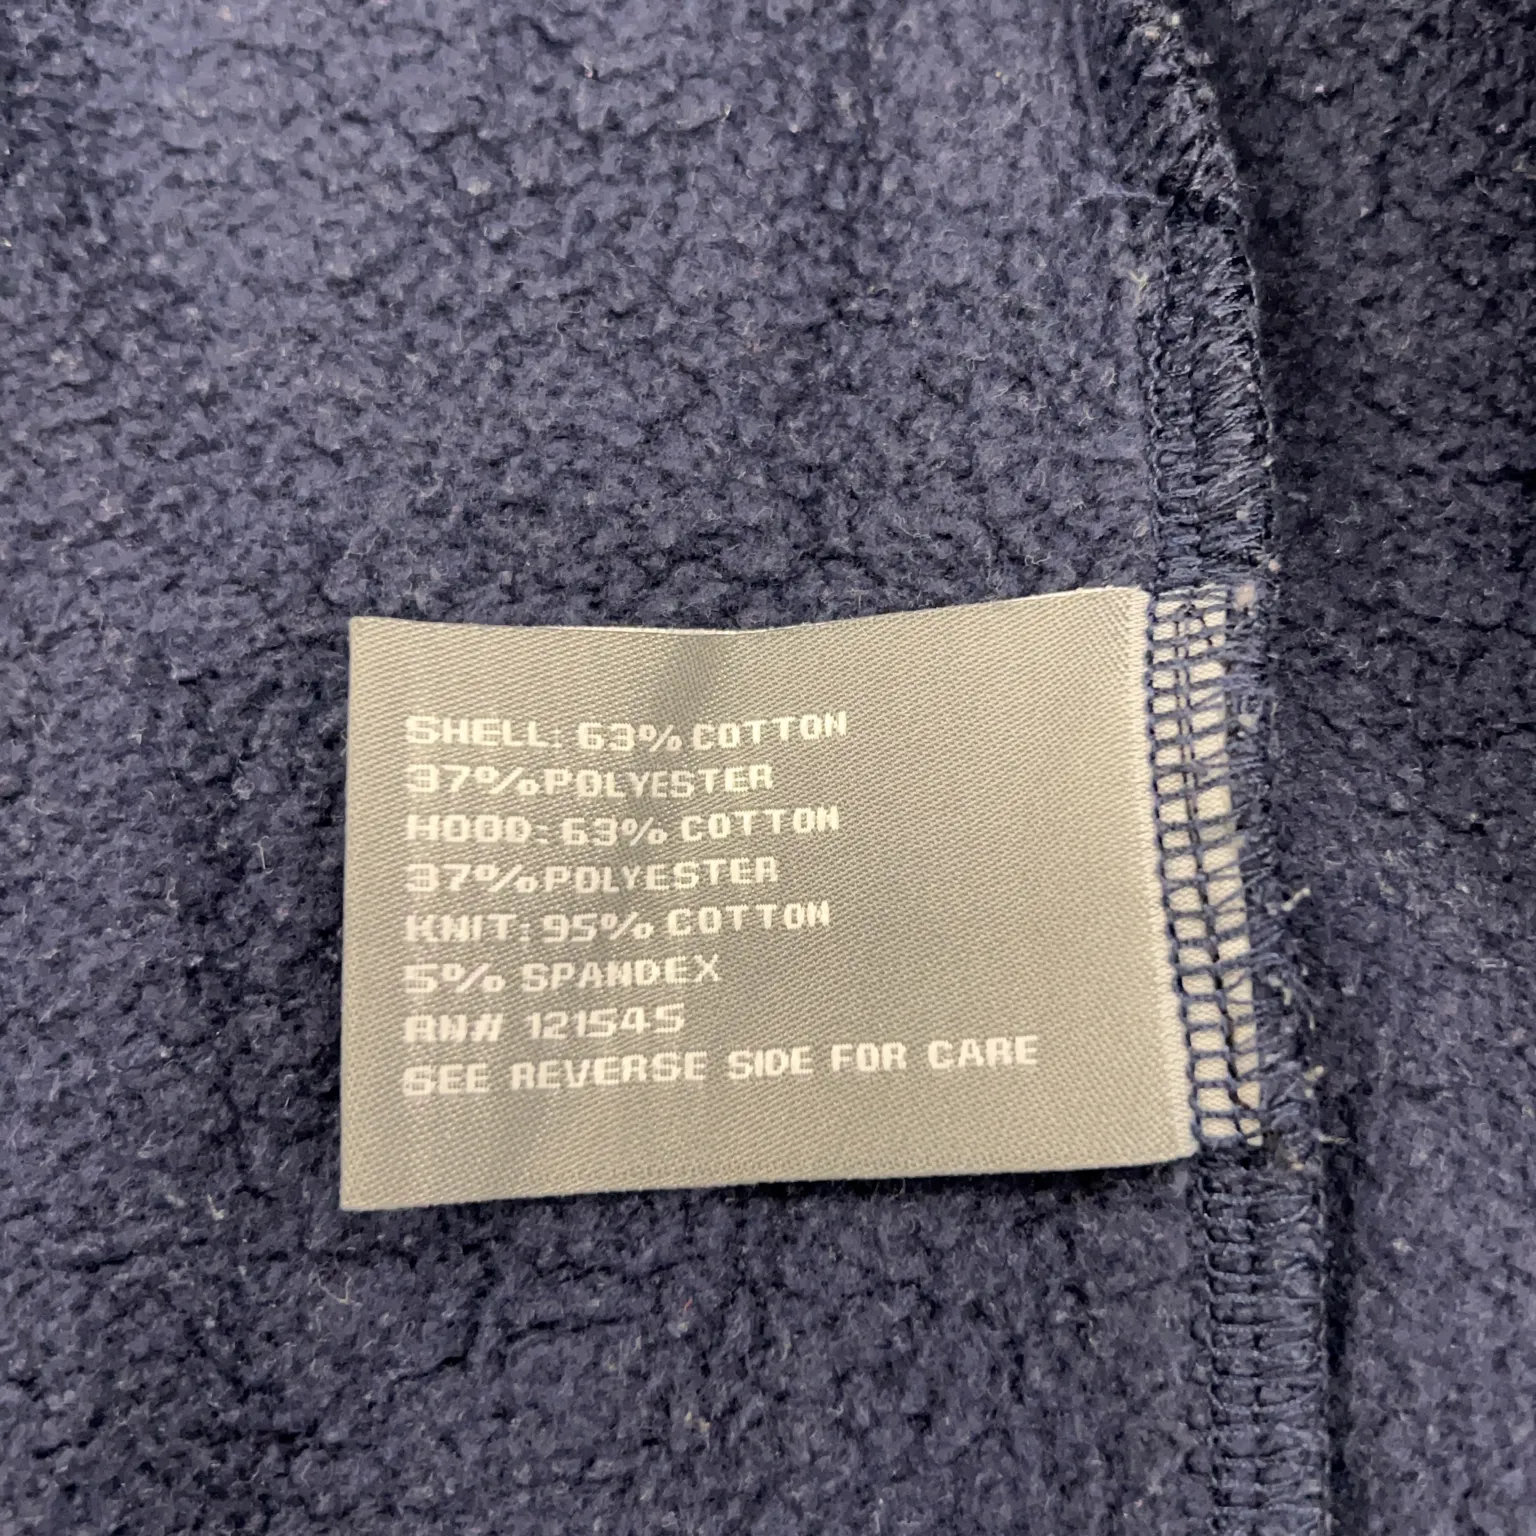 SHELL: 63% COTTON
37% POLYESTER
HOOD: 63% COTTON
37% POLYESTER
KNIT: 95% COTTON
5% SPANDEX
RN# 121545
SEE REVERSE SIDE FOR CARE